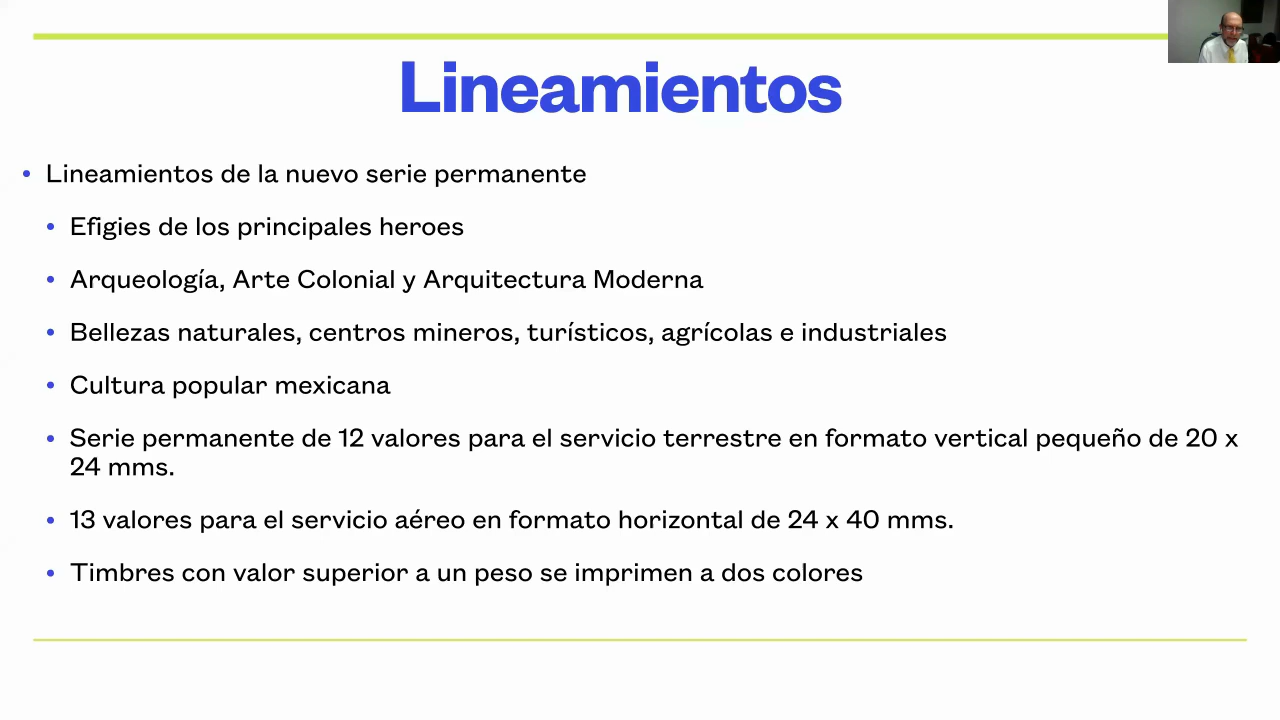 Lineamientos
• Lineamientos de la nuevo serie permanente
• Efigies de los principales heroes
• Arqueología, Arte Colonial y Arquitectura Moderna
• Bellezas naturales, centros mineros, turísticos, agrícolas e industriales
• Cultura popular mexicana
• Serie permanente de 12 valores para el servicio terrestre en formato vertical pequeño de 20 x
24 mms.
• 13 valores para el servicio aéreo en formato horizontal de 24 x 40 mms.
• Timbres con valor superior a un peso se imprimen a dos colores